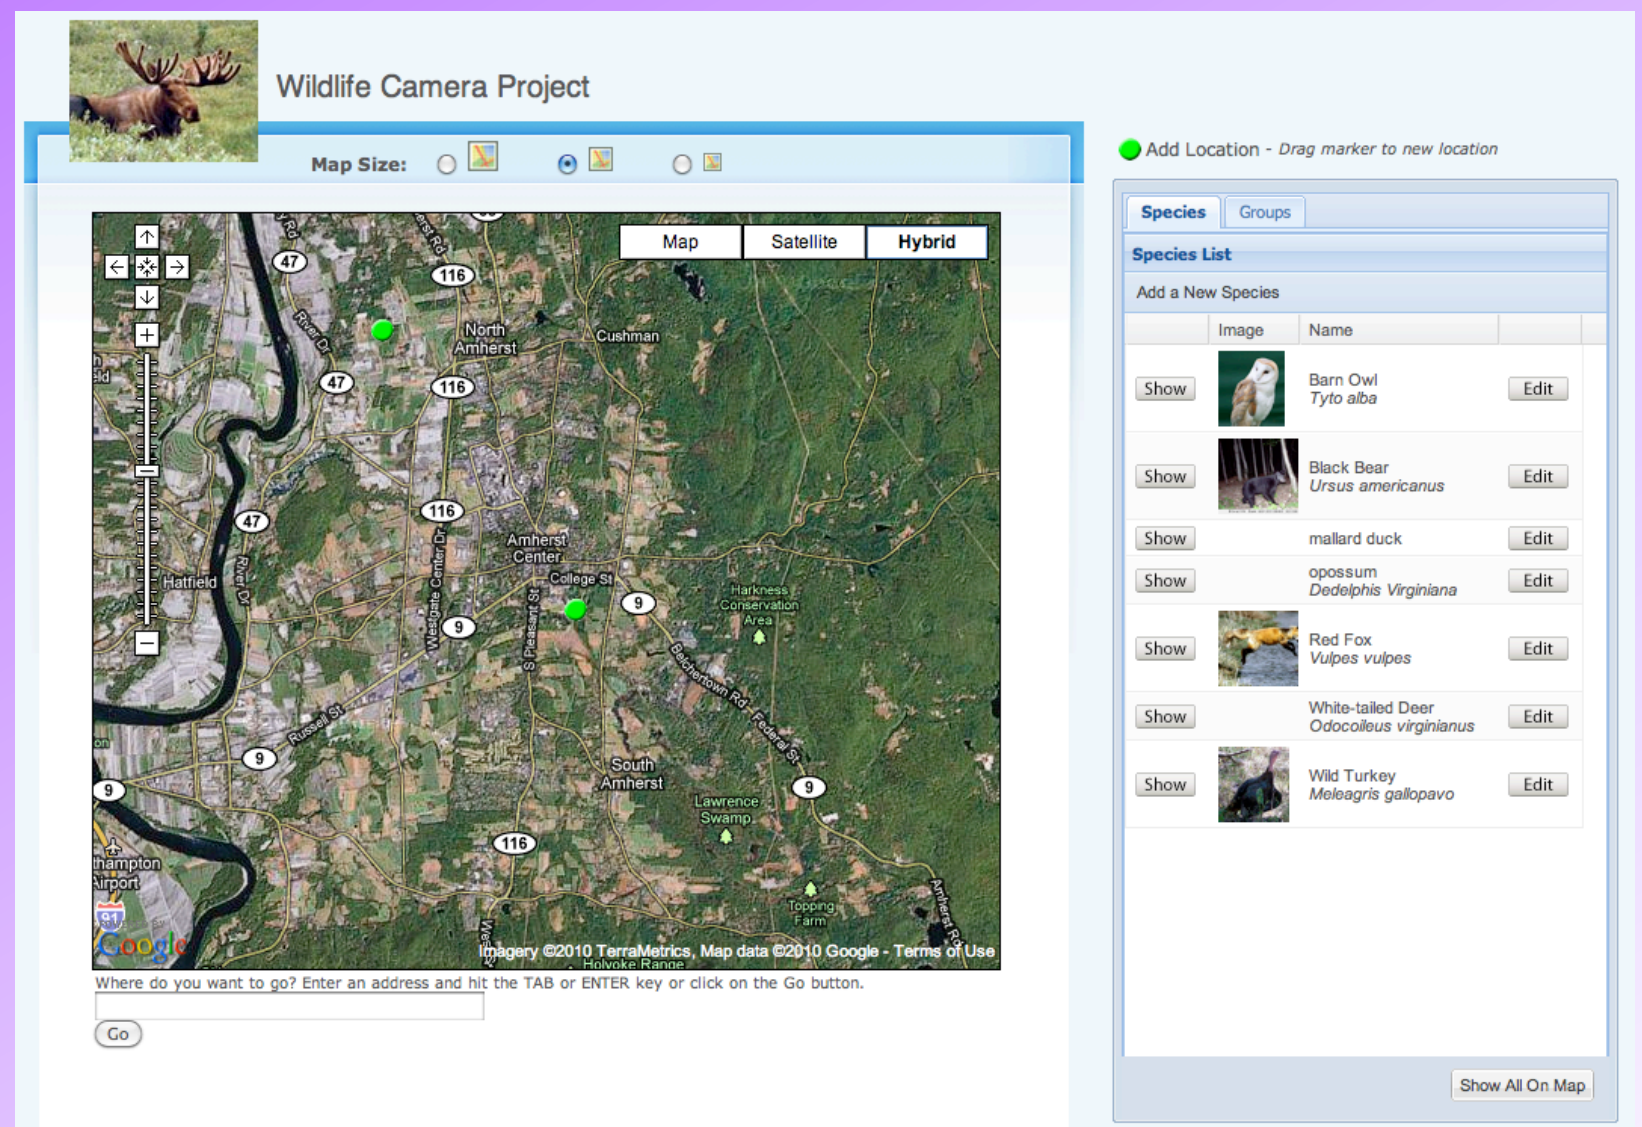 Wildlife Camera Project
Map Size:
Add Location - Drag marker to new location
Species Groups
Species List
Add a New Species
Image Name
Show Barn Owl Edit
Tyto alba
Show Black Bear Edit
Ursus americanus
Show mallard duck Edit
Show opossum Edit
Dedelphis Virginiana
Show Red Fox Edit
Vulpes vulpes
Show White-tailed Deer Edit
Odocoileus virginianus
Show Wild Turkey Edit
Meleagris gallopavo
Show All On Map
Map Satellite Hybrid
47
116
River Dr
North
Amherst
Cushman
47
116
116
47
Amherst
Center
College St
Hatfield
River Dr
Westgate Center Dr
S Pleasant St
9
9
Harkness
Conservation
Area
Belchertown Rd - Federal St
Russell St
9
9
South
Amherst
9
Lawrence
Swamp
116
thampton
Airport
91
Topping
Farm
Amherst Rd
Google
Imagery ©2010 TerraMetrics, Map data ©2010 Google - Terms of Use
Holyoke Range
Where do you want to go? Enter an address and hit the TAB or ENTER key or click on the Go button.
Go